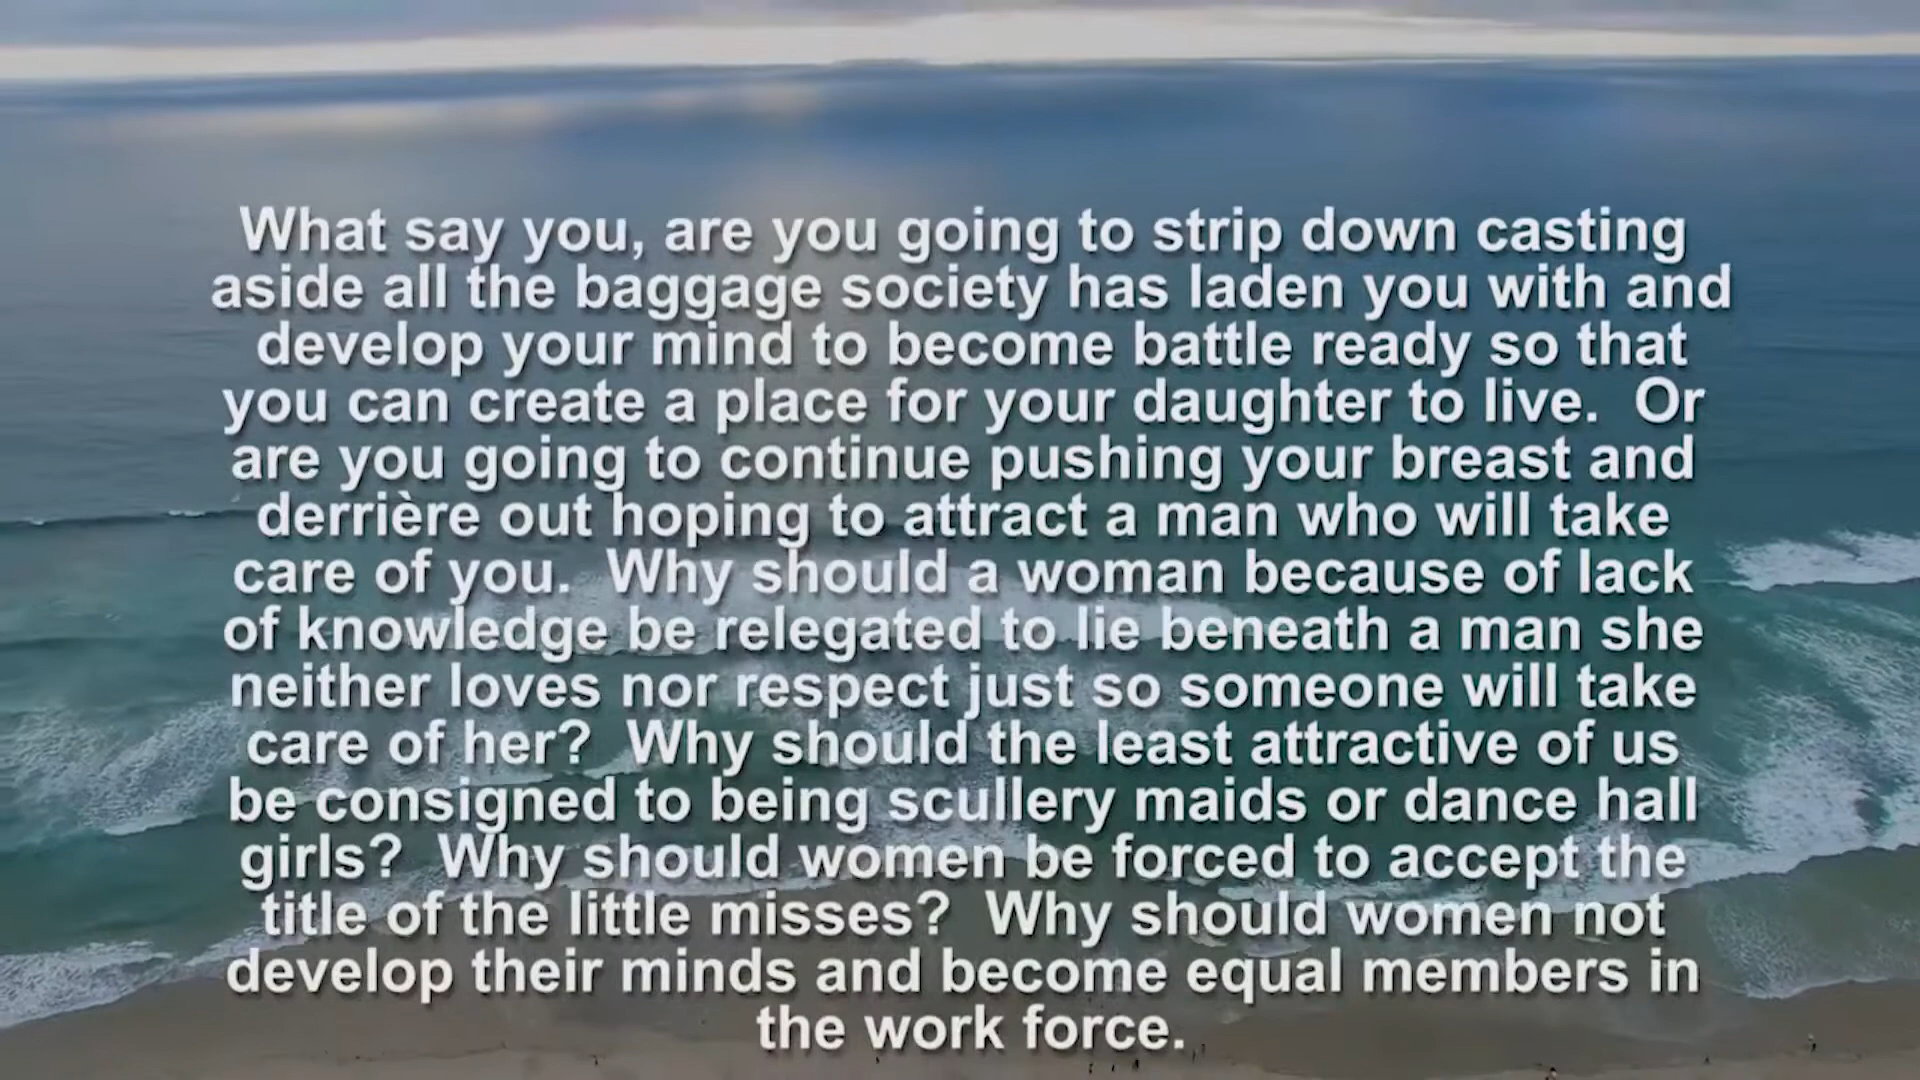 What say you, are you going to strip down casting
aside all the baggage society has laden you with and
develop your mind to become battle ready so that
you can create a place for your daughter to live.  Or
are you going to continue pushing your breast and
derrière out hoping to attract a man who will take
care of you.  Why should a woman because of lack
of knowledge be relegated to lie beneath a man she
neither loves nor respect just so someone will take
care of her?  Why should the least attractive of us
be consigned to being scullery maids or dance hall
girls?  Why should women be forced to accept the
title of the little misses?  Why should women not
develop their minds and become equal members in
the work force.